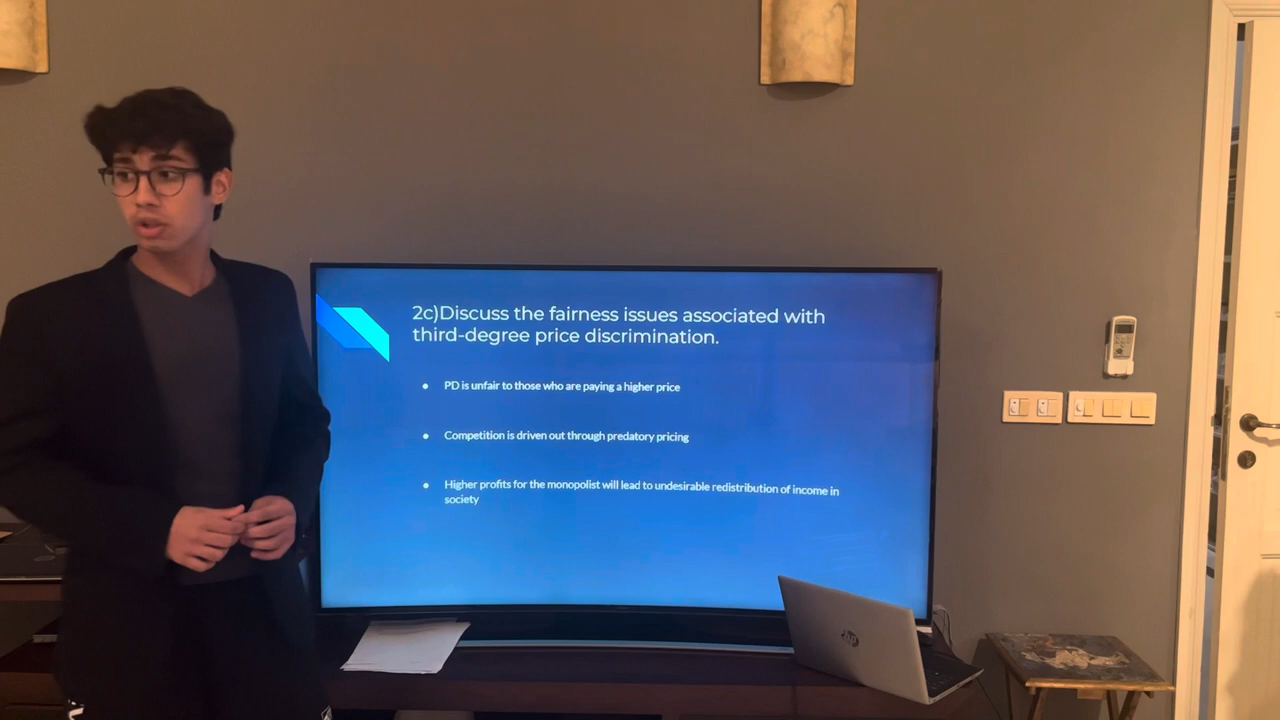 2c)Discuss the fairness issues associated with
third-degree price discrimination.
● PD is unfair to those who are paying a higher price
● Competition is driven out through predatory pricing
● Higher profits for the monopolist will lead to undesirable redistribution of income in
society
hp